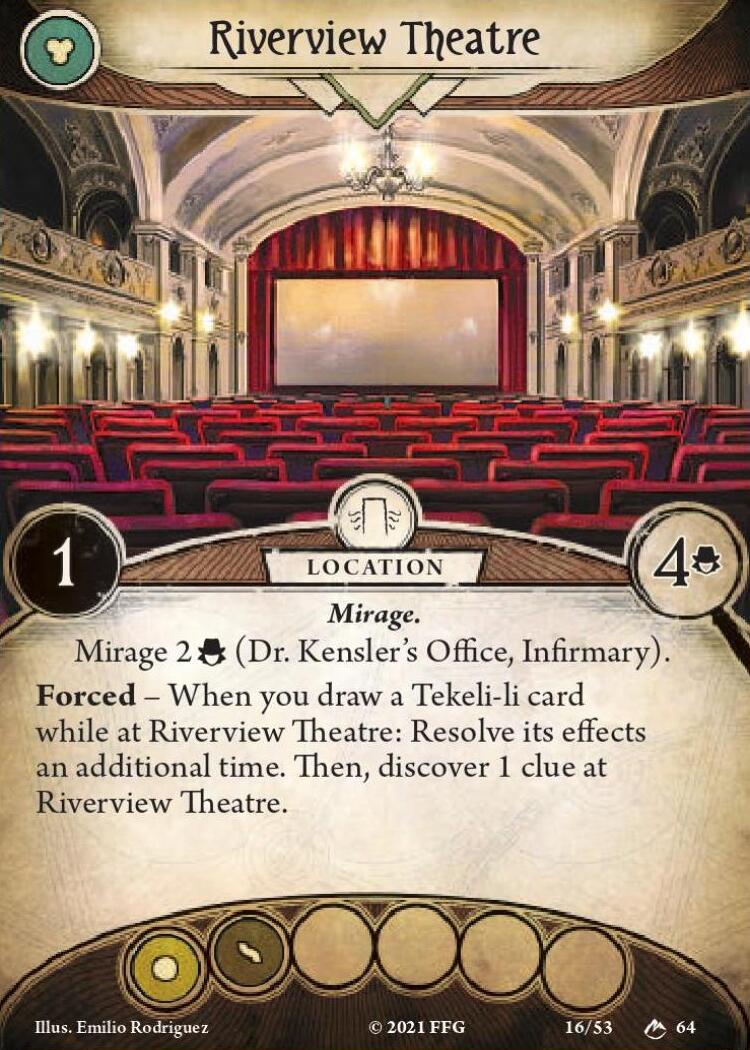 Riverview Theatre
1
LOCATION
4
Mirage.
Mirage 2 (Dr. Kensler’s Office, Infirmary).
Forced – When you draw a Tekeli-li card
while at Riverview Theatre: Resolve its effects
an additional time. Then, discover 1 clue at
Riverview Theatre.
Illus. Emilio Rodriguez © 2021 FFG 16/53 64